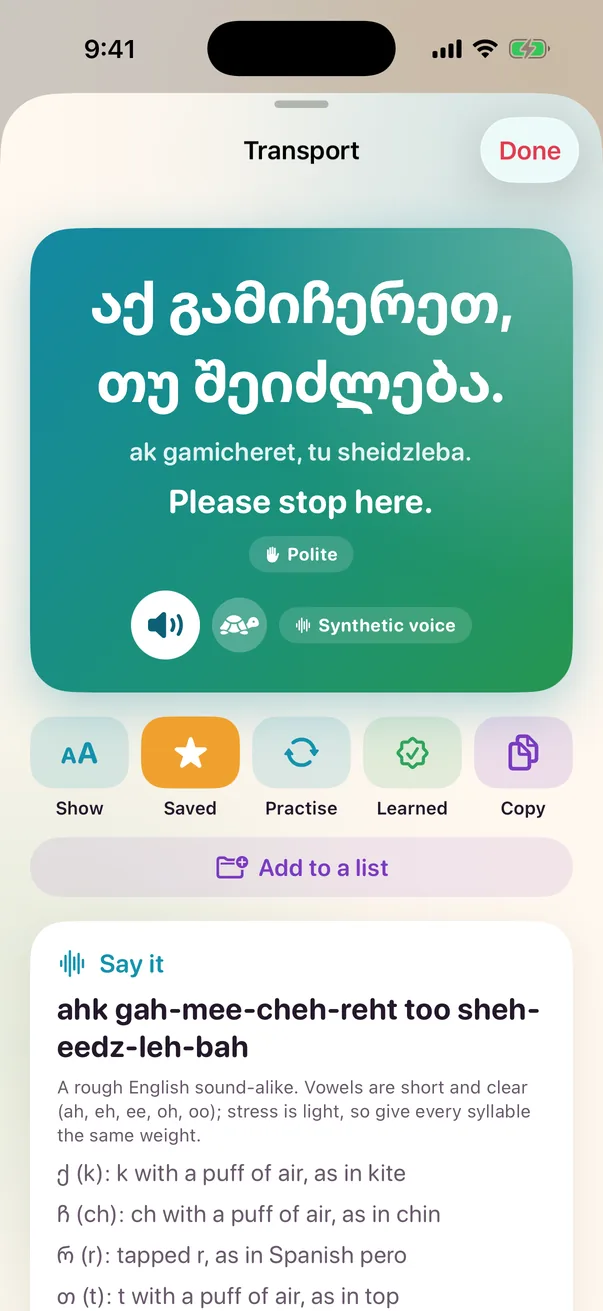 9:41
Transport
Done
აქ გამიჩერეთ,
თუ შეიძლება.
ak gamicheret, tu sheidzleba.
Please stop here.
Polite
Synthetic voice
AA
Show
Saved
Practise
Learned
Copy
Add to a list
Say it
ahk gah-mee-cheh-reht too sheh-
eedz-leh-bah
A rough English sound-alike. Vowels are short and clear
(ah, eh, ee, oh, oo); stress is light, so give every syllable
the same weight.
ქ (k): k with a puff of air, as in kite
ჩ (ch): ch with a puff of air, as in chin
რ (r): tapped r, as in Spanish pero
თ (t): t with a puff of air, as in top